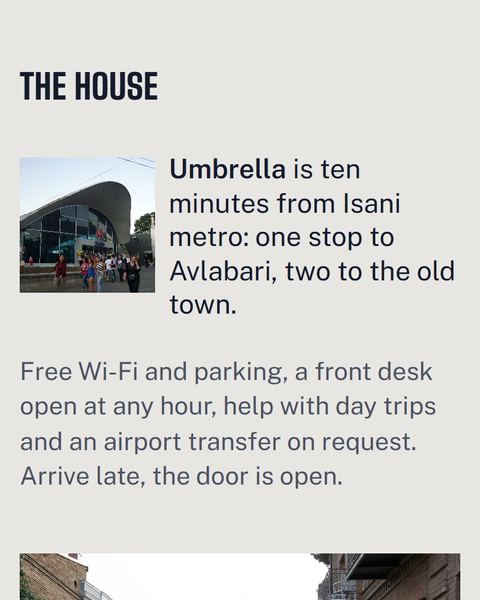 THE HOUSE
Umbrella is ten
minutes from Isani
metro: one stop to
Avlabari, two to the old
town.
Free Wi-Fi and parking, a front desk
open at any hour, help with day trips
and an airport transfer on request.
Arrive late, the door is open.